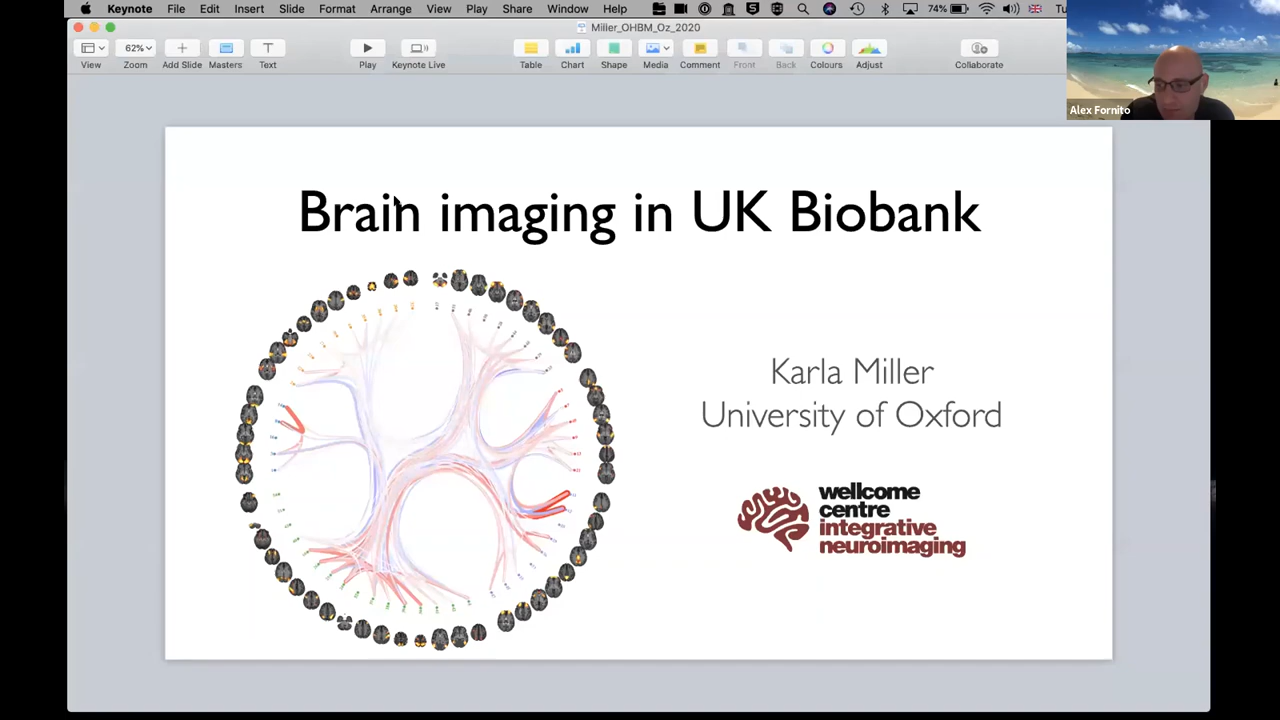 Keynote File Edit Insert Slide Format Arrange View Play Share Window Help 74% Tu
Miller_OHBM_Oz_2020
62%
View Zoom Add Slide Masters Text Play Keynote Live Table Chart Shape Media Comment Front Back Colours Adjust Collaborate
Alex Fornito
Brain imaging in UK Biobank
Karla Miller
University of Oxford
wellcome
centre
integrative
neuroimaging